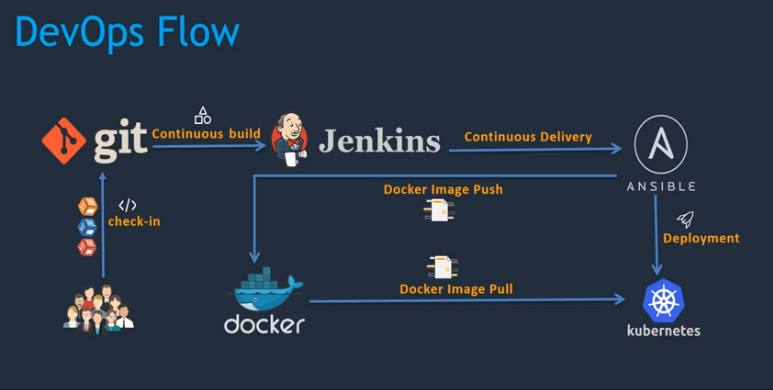 DevOps Flow
git
Continuous build
Jenkins
Continuous Delivery
ANSIBLE
Docker Image Push
</>
check-in
Deployment
Docker Image Pull
docker
kubernetes